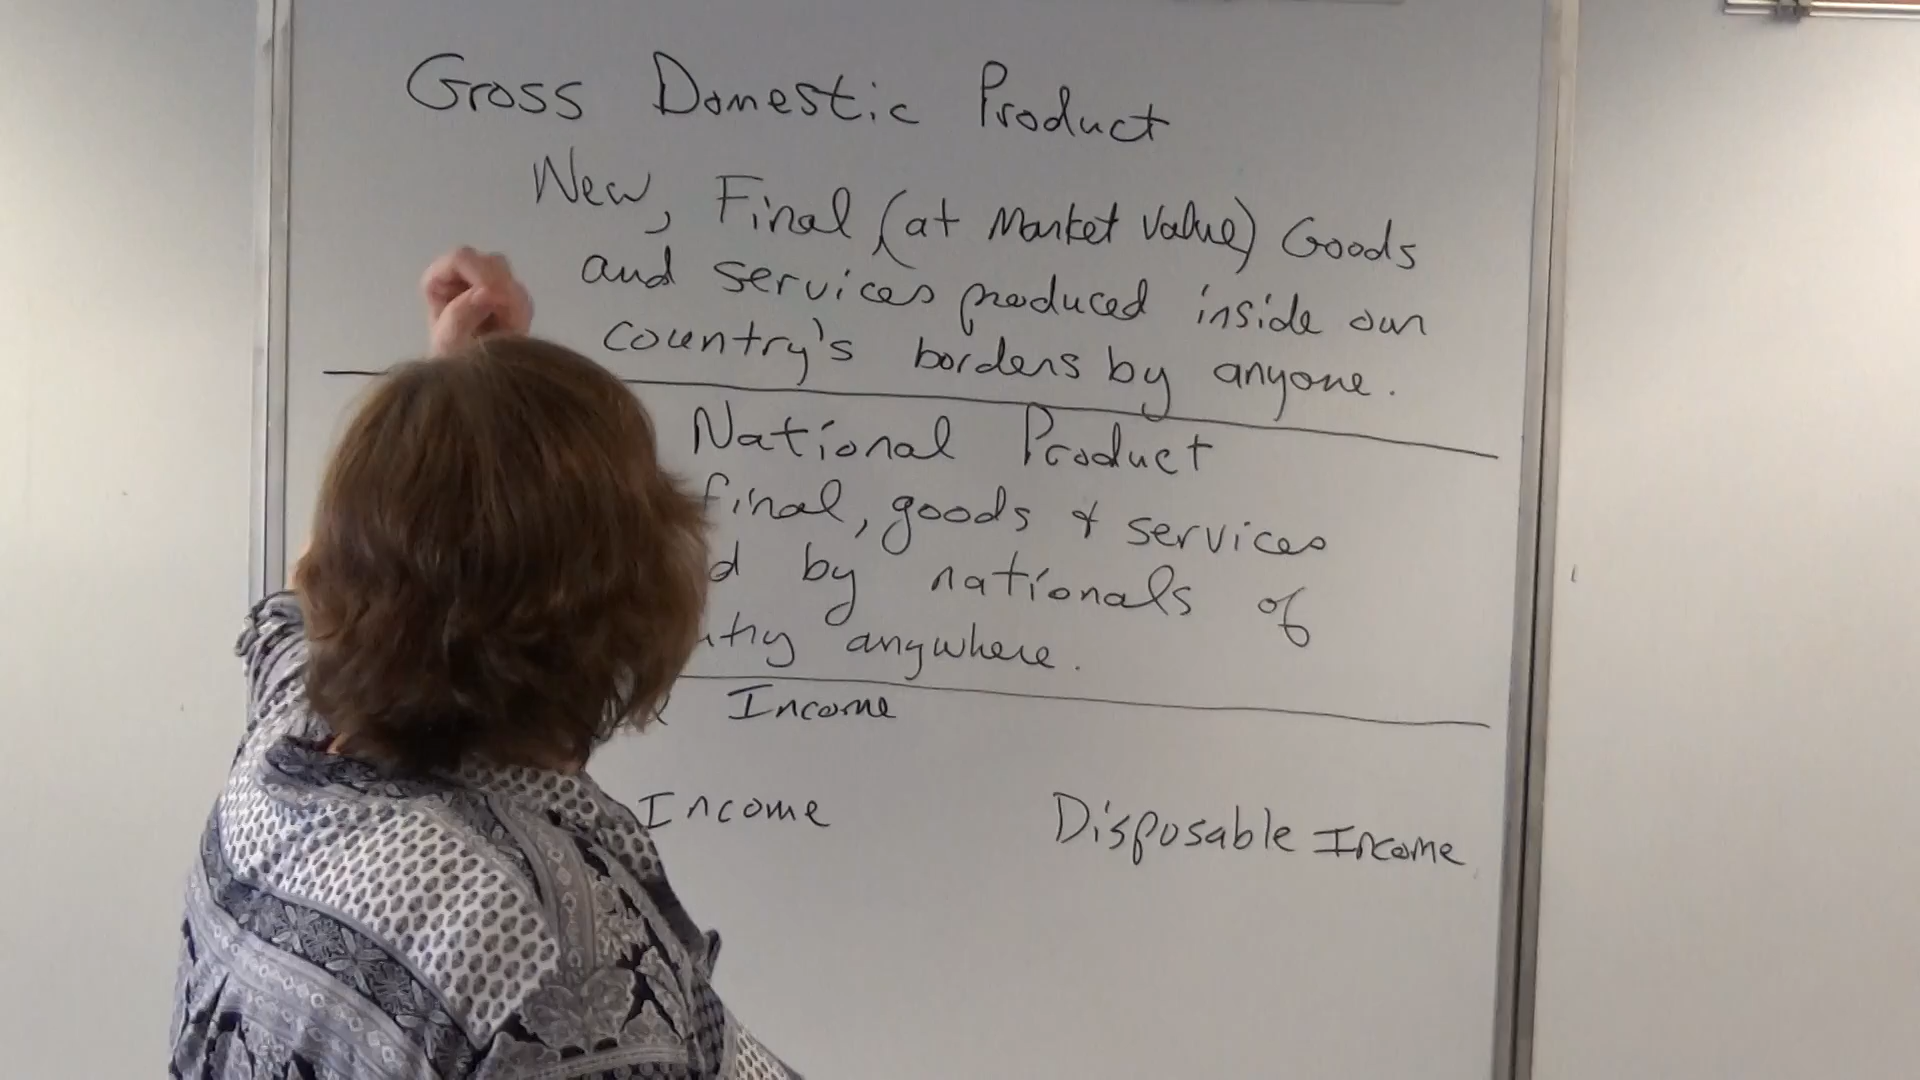 Gross Domestic Product
New, Final (at Market Value) Goods
and services produced inside our
country's borders by anyone.
National Product
final, goods & services
by nationals of
anywhere.
Income
Income Disposable Income